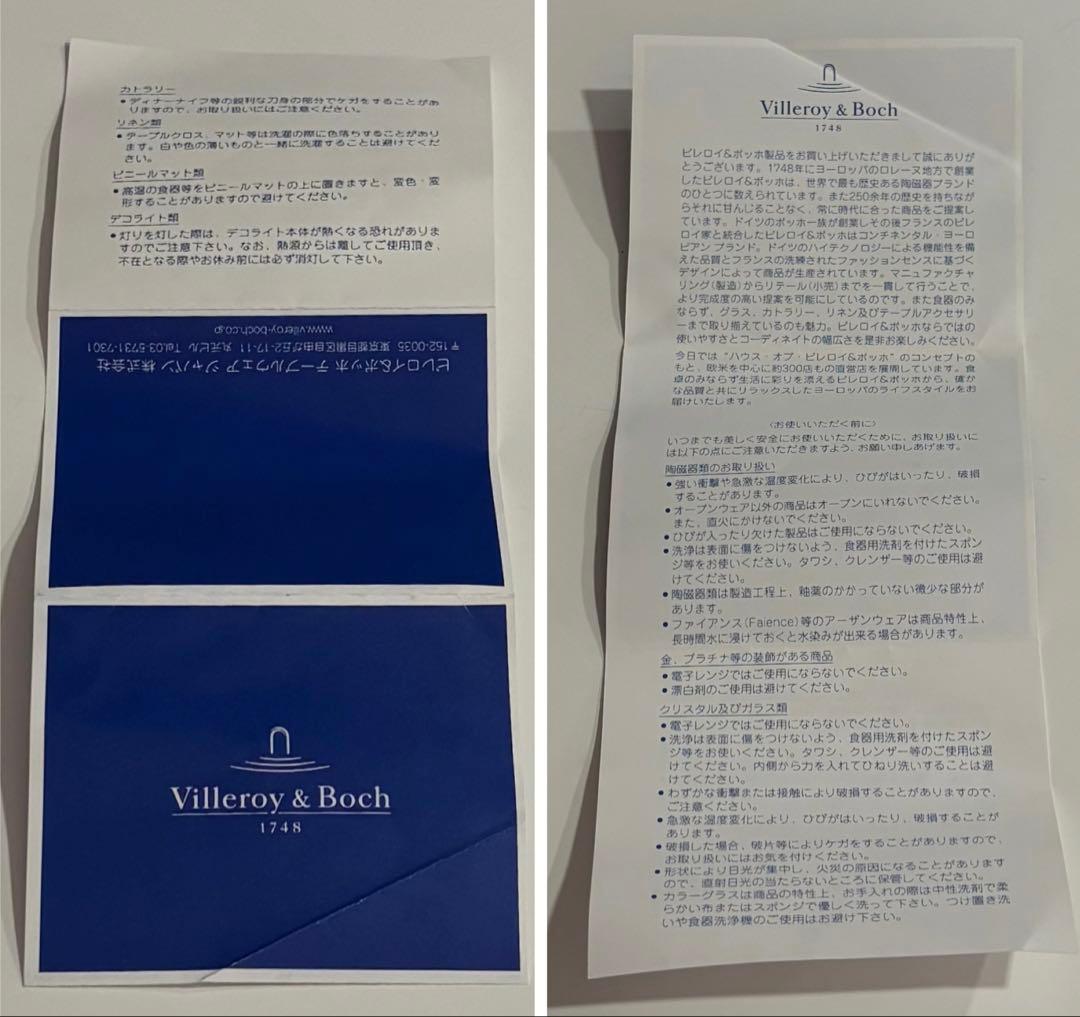 カトラリー
●ディナーナイフ等の鋭利な刀身の部分でケガをすることがあ
りますので、お取り扱いにはご注意ください。
リネン類
●テーブルクロス、マット等は洗濯の際に色落ちすることがあり
ます。白や色の薄いものと一緒に洗濯することは避けてくだ
さい。
ビニールマット類
●高温の食器等をビニールマットの上に置きますと、変色・変
形することがありますので避けてください。
デコライト類
●灯りを灯した際は、デコライト本体が熱くなる恐れがありま
すのでご注意下さい。なお、熱源からは離してご使用頂き、
不在となる際やお休み前には必ず消灯して下さい。
ビレロイ&ボッホ テーブルウェア ジャパン 株式会社
〒152-0035 東京都目黒区自由が丘2-17-11 丸元ビル Tel.03-5731-7301
www.villeroy-boch.co.jp
Villeroy & Boch
1748
Villeroy & Boch
1748
ビレロイ&ボッホ製品をお買い上げいただきまして誠にありが
とうございます。1748年にヨーロッパのロレーヌ地方で創業
したビレロイ&ボッホは、世界で最も歴史ある陶磁器ブランド
のひとつに数えられています。また250余年の歴史を持ちなが
らそれに甘んじることなく、常に時代に合った商品をご提案し
ています。ドイツのボッホ一族が創業しその後フランスのビレ
ロイ家と統合したビレロイ&ボッホはコンチネンタル・ヨーロ
ピアン ブランド。ドイツのハイテクノロジーによる機能性を備
えた品質とフランスの洗練されたファッションセンスに基づく
デザインによって商品が生産されています。マニュファクチャ
リング(製造)からリテール(小売)までを一貫して行うことで、
より完成度の高い提案を可能にしているのです。また食器のみ
ならず、グラス、カトラリー、リネン及びテーブルアクセサリ
ーまで取り揃えているのも魅力。ビレロイ&ボッホならではの
使いやすさとコーディネイトの幅広さを是非お楽しみください。
今日では"ハウス・オブ・ビレロイ&ボッホ"のコンセプトの
もと、欧米を中心に約300店もの直営店を展開しています。食
卓のみならず生活に彩りを添えるビレロイ&ボッホから、確か
な品質と共にリラックスしたヨーロッパのライフスタイルをお
届けいたします。
〈お使いいただく前に〉
いつまでも美しく安全にお使いいただくために、お取り扱いに
は以下の点にご注意いただきますよう、お願い申しあげます。
陶磁器類のお取り扱い
●強い衝撃や急激な温度変化により、ひびがはいったり、破損
することがあります。
●オーブンウェア以外の商品はオーブンにいれないでください。
また、直火にかけないでください。
●ひびが入ったり欠けた製品はご使用にならないでください。
●洗浄は表面に傷をつけないよう、食器用洗剤を付けたスポン
ジ等をお使いください。タワシ、クレンザー等のご使用は避
けてください。
●陶磁器類は製造工程上、釉薬のかかっていない微少な部分が
あります。
●ファイアンス(Faience)等のアーザンウェアは商品特性上、
長時間水に浸けておくと水染みが出来る場合があります。
金、プラチナ等の装飾がある商品
●電子レンジではご使用にならないでください。
●漂白剤のご使用は避けてください。
クリスタル及びガラス類
●電子レンジではご使用にならないでください。
●洗浄は表面に傷をつけないよう、食器用洗剤を付けたスポン
ジ等をお使いください。タワシ、クレンザー等のご使用は避
けてください。内側から力を入れてひねり洗いすることは避
けてください。
●わずかな衝撃または接触により破損することがありますので、
ご注意ください。
●急激な温度変化により、ひびがはいったり、破損することが
あります。
●破損した場合、破片等によりケガをすることがありますので、
お取り扱いにはお気を付けください。
●形状により日光が集中し、火災の原因になることがあります
ので、直射日光の当たらないところに保管してください。
●カラーグラスは商品の特性上、お手入れの際は中性洗剤で柔
らかい布またはスポンジで優しく洗って下さい。つけ置き洗
いや食器洗浄機のご使用はお避け下さい。